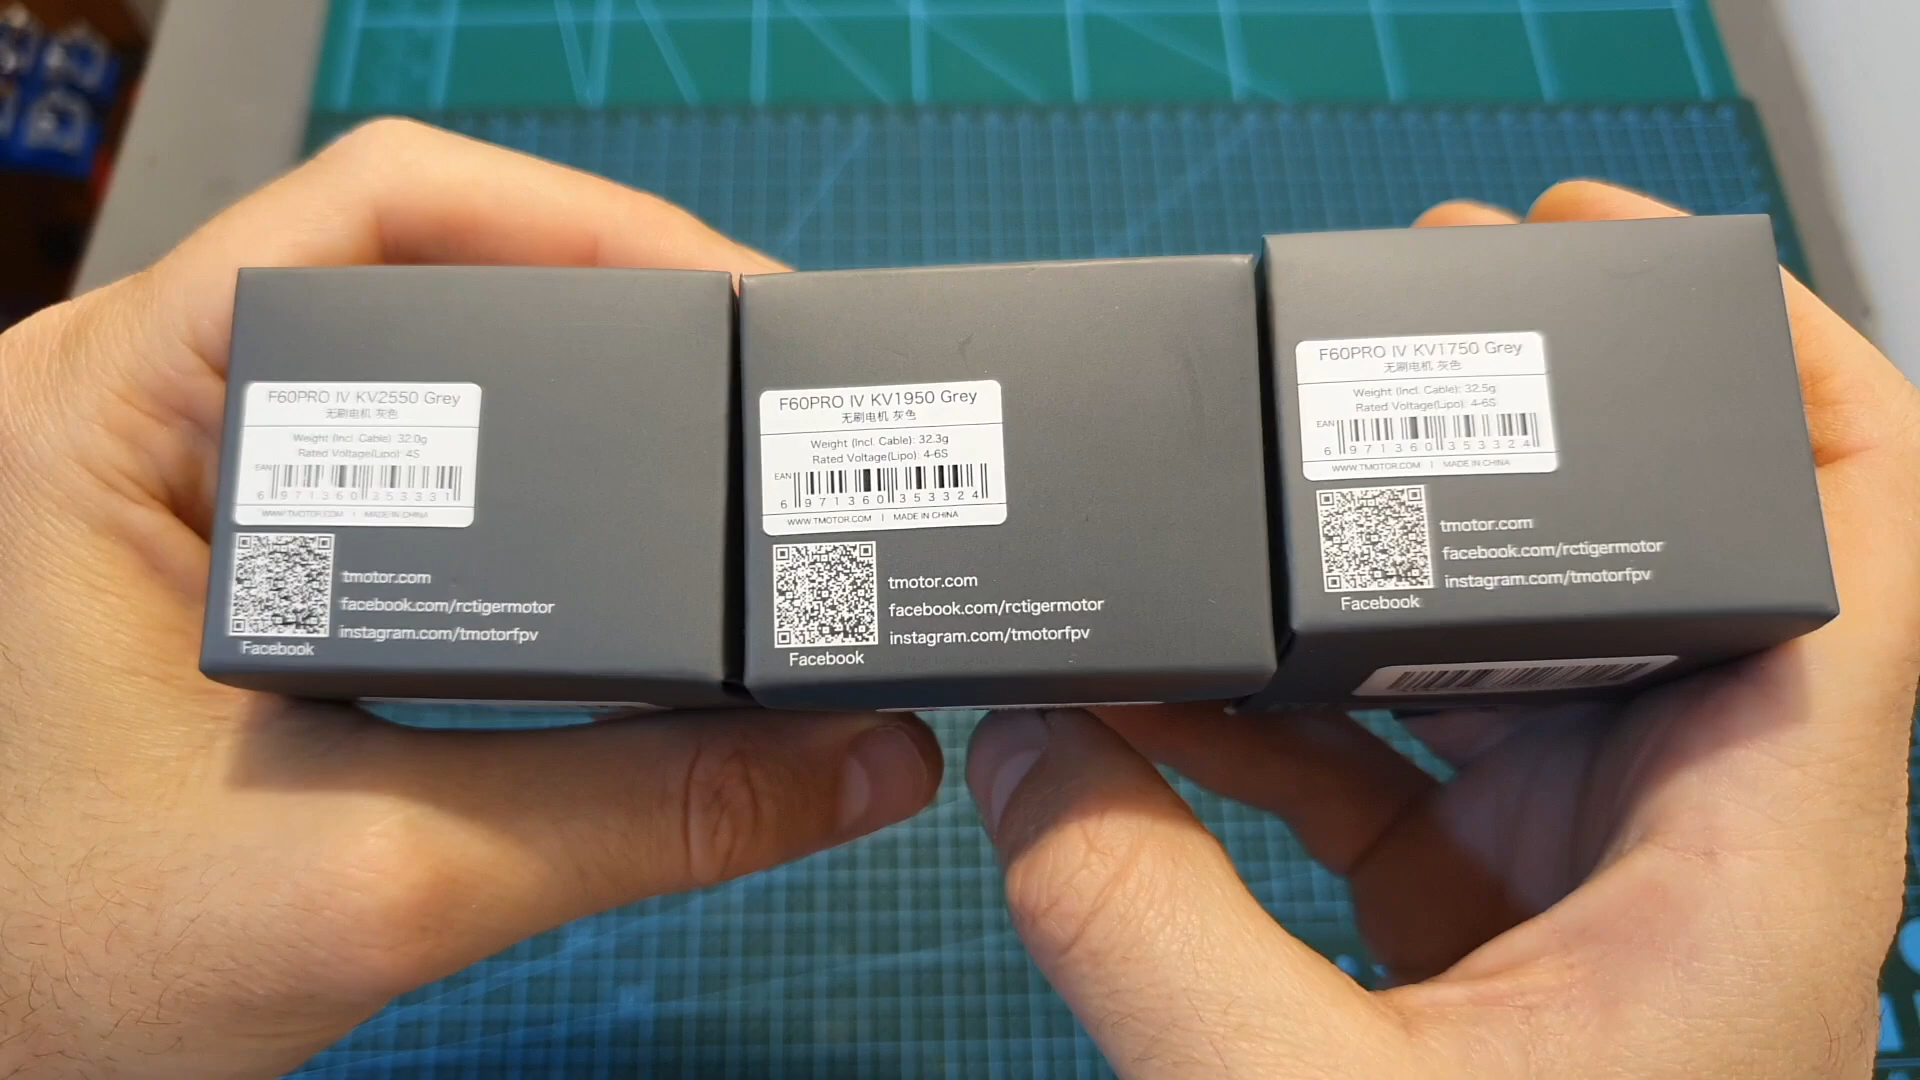 F60PRO IV KV2550 Grey
无刷电机 灰色
Weight (Incl. Cable): 32.0g
Rated Voltage(Lipo): 4S
EAN
6 971360 353331
WWW.TMOTOR.COM | MADE IN CHINA
tmotor.com
facebook.com/rctigermotor
instagram.com/tmotorfpv
Facebook
F60PRO IV KV1950 Grey
无刷电机 灰色
Weight (Incl. Cable): 32.3g
Rated Voltage(Lipo): 4-6S
EAN
6 971360 353324
WWW.TMOTOR.COM | MADE IN CHINA
tmotor.com
facebook.com/rctigermotor
instagram.com/tmotorfpv
Facebook
F60PRO IV KV1750 Grey
无刷电机 灰色
Weight (Incl. Cable): 32.5g
Rated Voltage(Lipo): 4-6S
EAN
6 971360 353324
WWW.TMOTOR.COM | MADE IN CHINA
tmotor.com
facebook.com/rctigermotor
instagram.com/tmotorfpv
Facebook